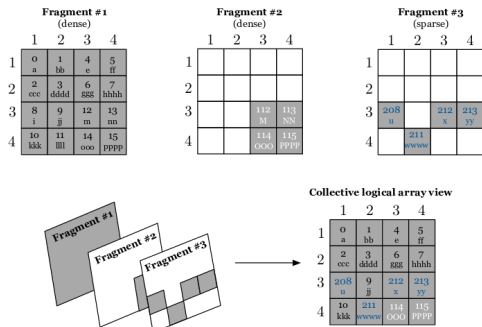 Fragment #1
(dense)
1 2 3 4
1 0 1 4 5
a bb e ff
2 2 3 6 7
ccc dddd ggg hhhh
3 8 9 12 13
i jj m nn
4 10 11 14 15
kkk llll ooo pppp
Fragment #2
(dense)
1 2 3 4
1
2
3 112 113
M NN
4 114 115
OOO PPPP
Fragment #3
(sparse)
1 2 3 4
1
2
3 208 212 213
u x yy
4 211
wwww
Fragment #1
Fragment #2
Fragment #3
Collective logical array view
1 2 3 4
1 0 1 4 5
a bb e ff
2 2 3 6 7
ccc dddd ggg hhhh
3 208 9 212 213
u jj x yy
4 10 211 114 115
kkk wwww OOO PPPP